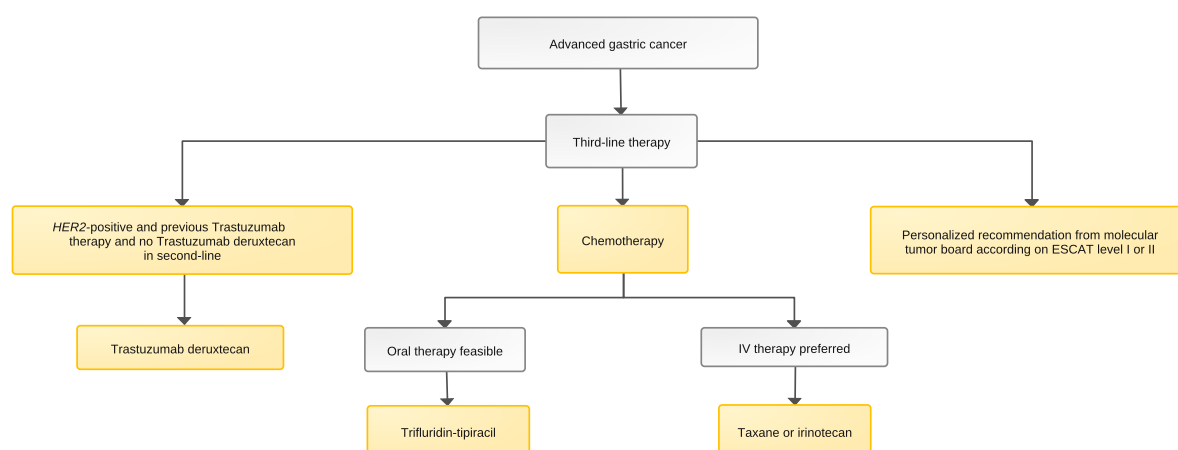 Advanced gastric cancer
Third-line therapy
HER2-positive and previous Trastuzumab
therapy and no Trastuzumab deruxtecan
in second-line
Chemotherapy
Personalized recommendation from molecular
tumor board according on ESCAT level I or II
Trastuzumab deruxtecan
Oral therapy feasible
IV therapy preferred
Trifluridin-tipiracil
Taxane or irinotecan